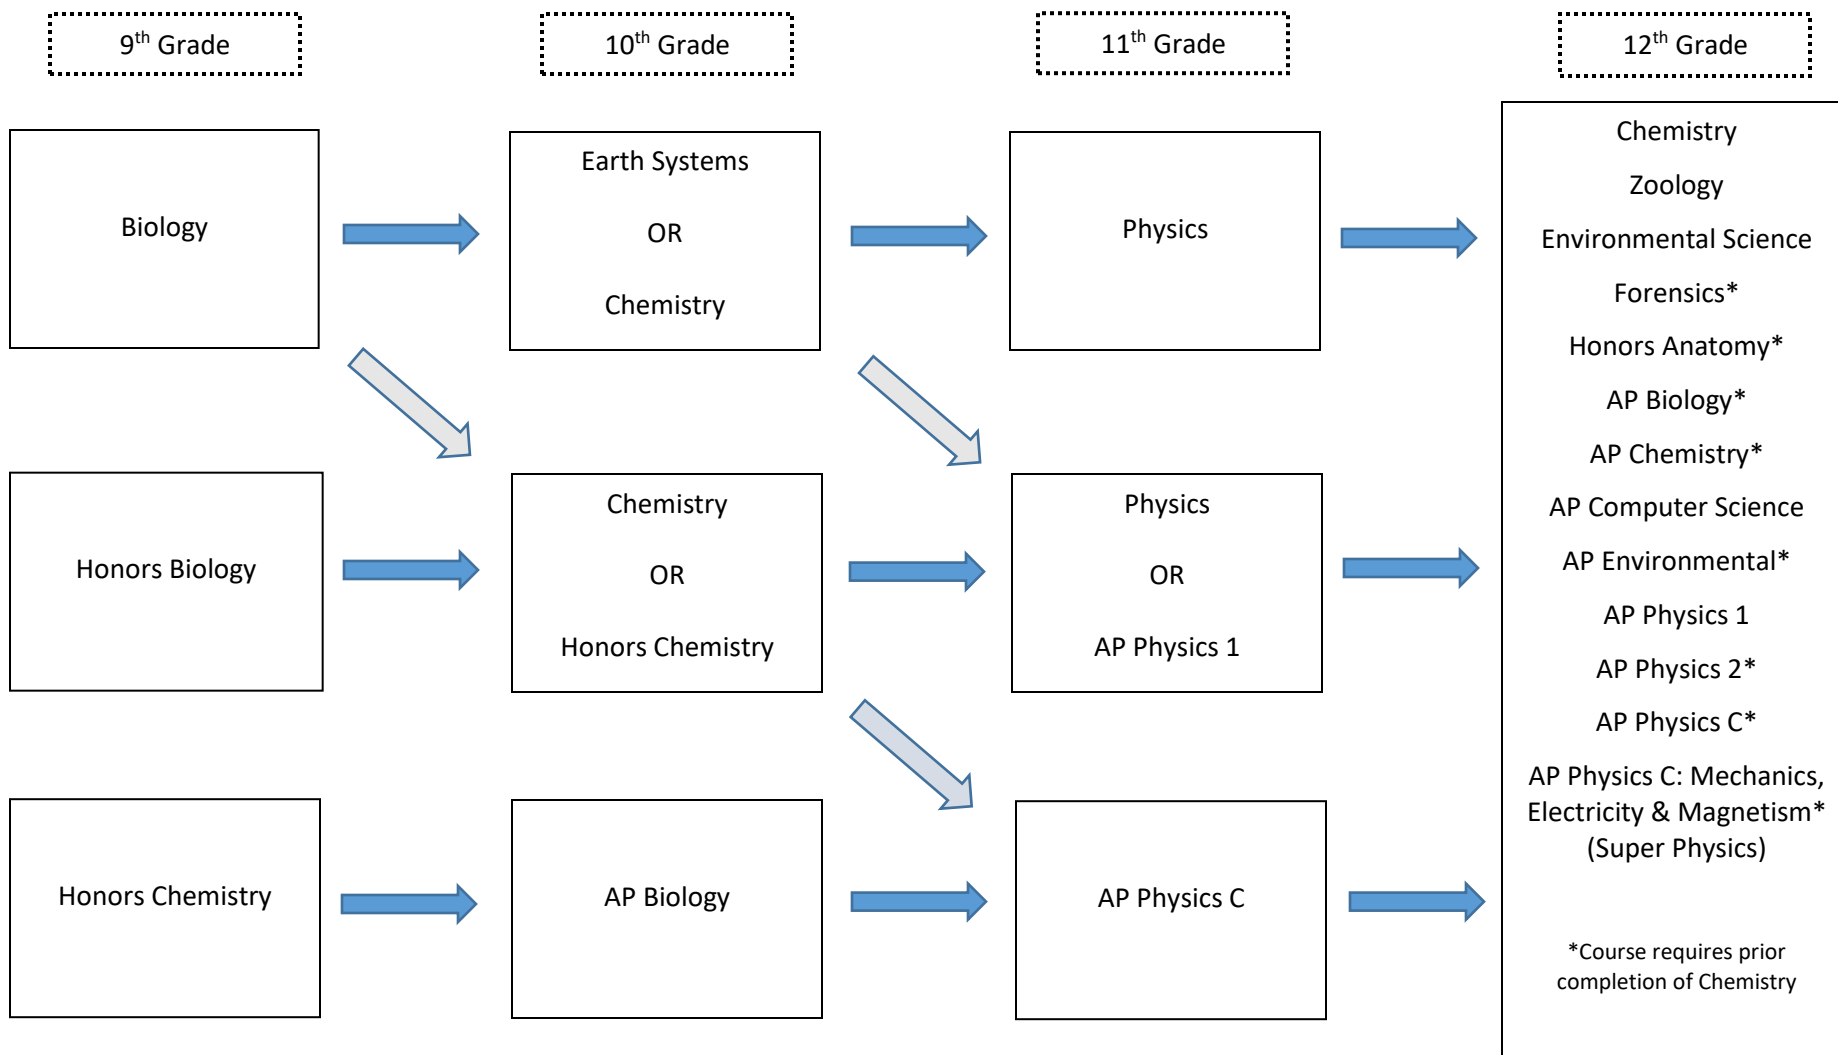 9th Grade
10th Grade
11th Grade
12th Grade
Biology
Earth Systems
OR
Chemistry
Physics
Honors Biology
Chemistry
OR
Honors Chemistry
Physics
OR
AP Physics 1
Honors Chemistry
AP Biology
AP Physics C
Chemistry
Zoology
Environmental Science
Forensics*
Honors Anatomy*
AP Biology*
AP Chemistry*
AP Computer Science
AP Environmental*
AP Physics 1
AP Physics 2*
AP Physics C*
AP Physics C: Mechanics,
Electricity & Magnetism*
(Super Physics)
*Course requires prior
completion of Chemistry